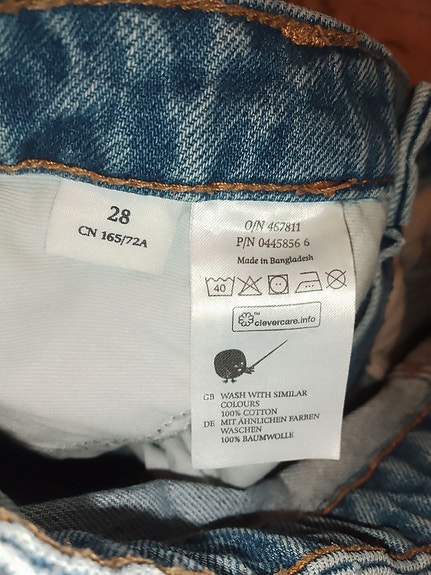 28
CN 165/72A
O/N 467811
P/N 0445856 6
Made in Bangladesh
40
clevercare.info
GB WASH WITH SIMILAR
COLOURS
100% COTTON
DE MIT ÄHNLICHEN FARBEN
WASCHEN
100% BAUMWOLLE